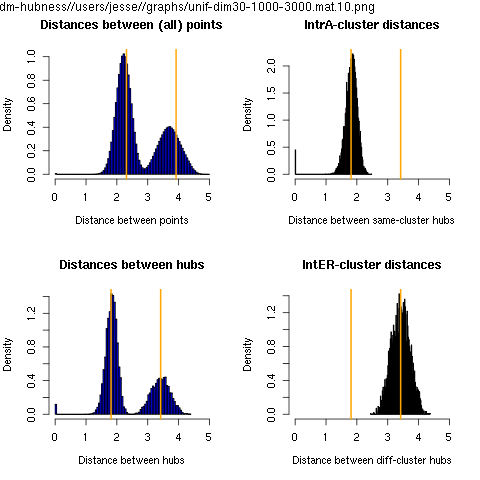 dm-hubness//users/jesse//graphs/unif-dim30-1000-3000.mat.10.png
Distances between (all) points
Density
0.0 0.2 0.4 0.6 0.8 1.0
0 1 2 3 4 5
Distance between points
IntrA-cluster distances
Density
0.0 0.5 1.0 1.5 2.0
0 1 2 3 4 5
Distance between same-cluster hubs
Distances between hubs
Density
0.0 0.4 0.8 1.2
0 1 2 3 4 5
Distance between hubs
IntER-cluster distances
Density
0.0 0.4 0.8 1.2
0 1 2 3 4 5
Distance between diff-cluster hubs